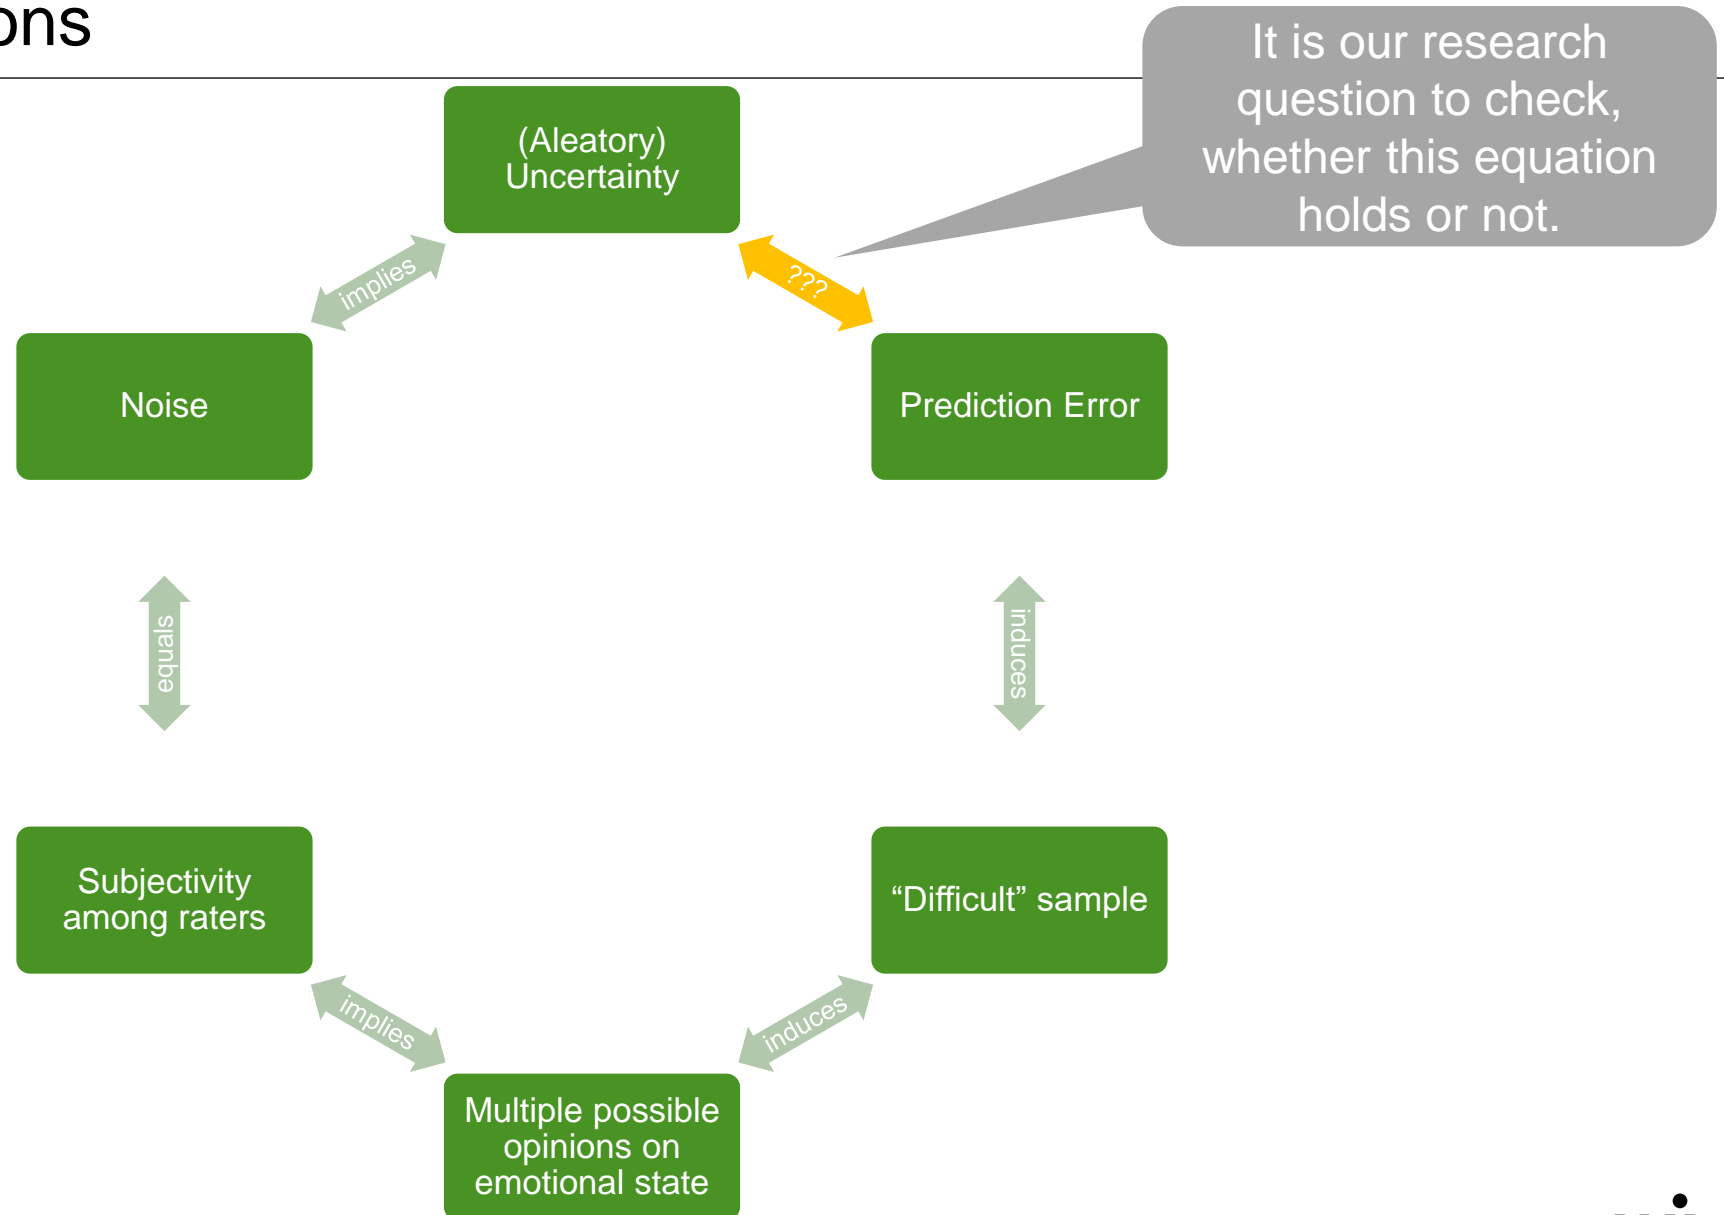 ons
It is our research
question to check,
whether this equation
holds or not.
(Aleatory)
Uncertainty
implies
???
Noise
Prediction Error
equals
induces
Subjectivity
among raters
“Difficult” sample
implies
induces
Multiple possible
opinions on
emotional state